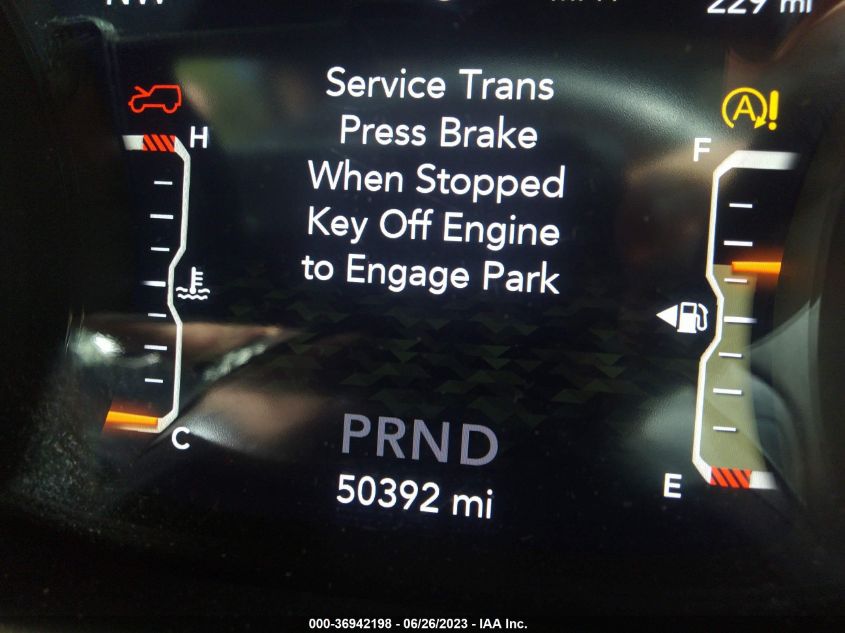 NW
229 mi
Service Trans
Press Brake
When Stopped
Key Off Engine
to Engage Park
H
C
A!
F
E
PRND
50392 mi
000-36942198 - 06/26/2023 - IAA Inc.